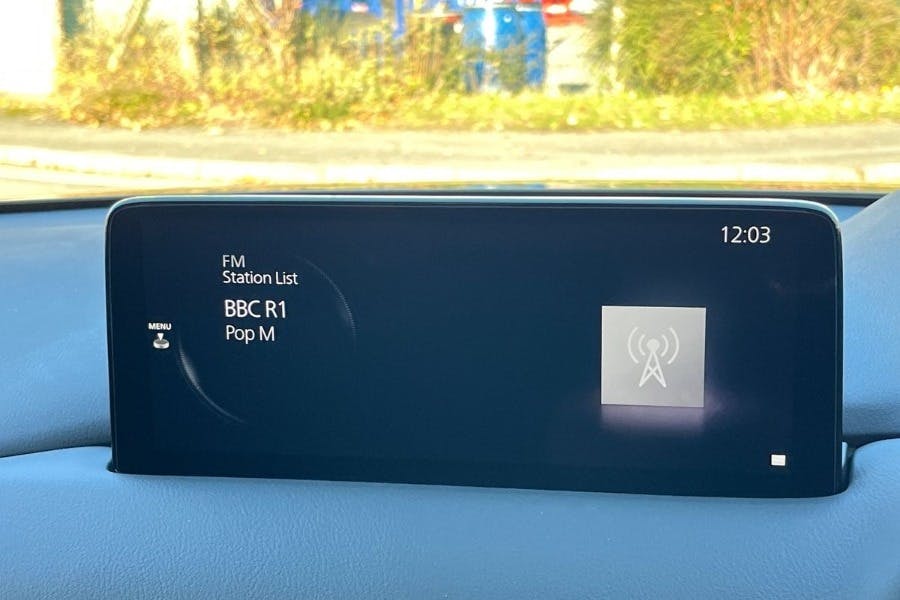 12:03
FM
Station List
BBC R1
Pop M
MENU